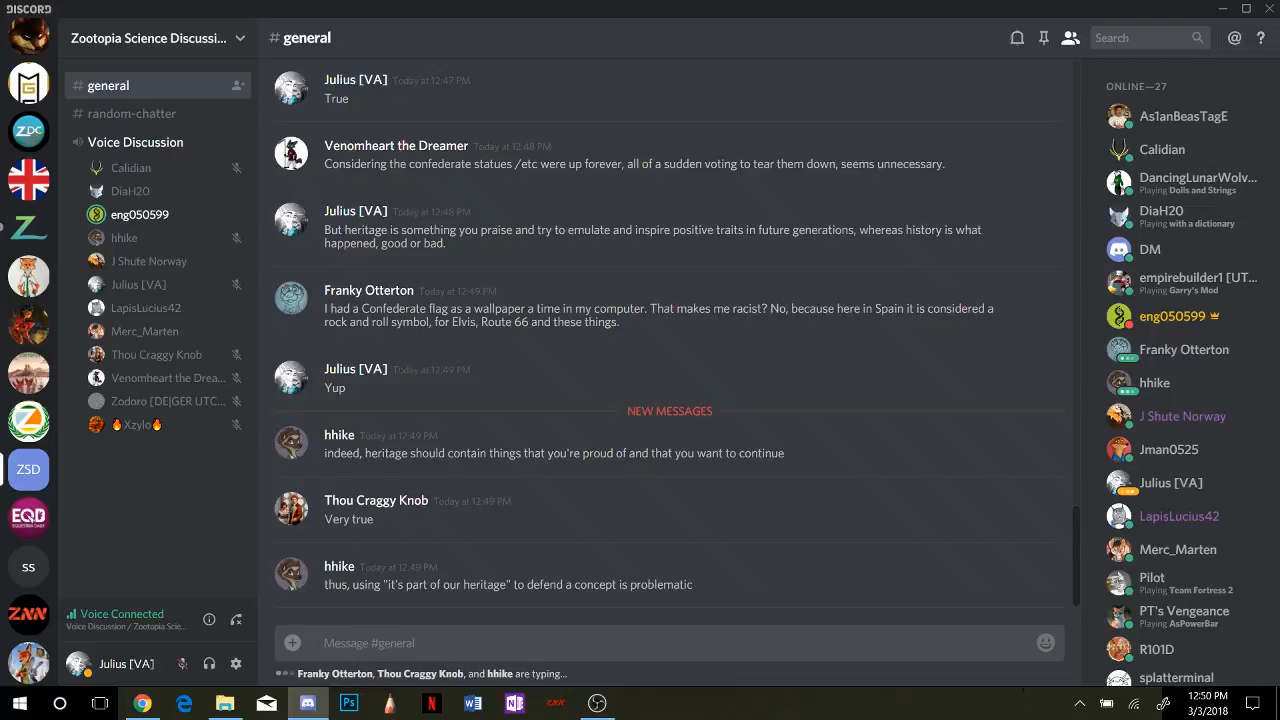 DISCORD
Zootopia Science Discussi...
# general
Search
@
?
ZDC
ZSD
EQD
EQUESTRIA DAILY
ss
ZNN
# general
# random-chatter
Voice Discussion
Calidian
DiaH20
eng050599
hhike
J Shute Norway
Julius [VA]
LapisLucius42
Merc_Marten
Thou Craggy Knob
Venomheart the Drea...
Zodoro [DE|GER UTC...
🔥Xzylo🔥
Voice Connected
Voice Discussion / Zootopia Scie...
Julius [VA]
Julius [VA] Today at 12:47 PM
True
Venomheart the Dreamer Today at 12:48 PM
Considering the confederate statues /etc were up forever, all of a sudden voting to tear them down, seems unnecessary.
Julius [VA] Today at 12:48 PM
But heritage is something you praise and try to emulate and inspire positive traits in future generations, whereas history is what
happened, good or bad.
Franky Otterton Today at 12:49 PM
I had a Confederate flag as a wallpaper a time in my computer. That makes me racist? No, because here in Spain it is considered a
rock and roll symbol, for Elvis, Route 66 and these things.
Julius [VA] Today at 12:49 PM
Yup
NEW MESSAGES
hhike Today at 12:49 PM
indeed, heritage should contain things that you're proud of and that you want to continue
Thou Craggy Knob Today at 12:49 PM
Very true
hhike Today at 12:49 PM
thus, using "it's part of our heritage" to defend a concept is problematic
Message #general
Franky Otterton, Thou Craggy Knob, and hhike are typing...
ONLINE—27
As1anBeasTagE
Calidian
DancingLunarWolv...
Playing Dolls and Strings
DiaH20
Playing with a dictionary
DM
empirebuilder1 [UT...
Playing Garry's Mod
eng050599
Franky Otterton
hhike
J Shute Norway
Jman0525
Julius [VA]
LapisLucius42
Merc_Marten
Pilot
Playing Team Fortress 2
PT's Vengeance
Playing AsPowerBar
R101D
splatterminal
Ps
N
W
N
ZNN
12:50 PM
3/3/2018